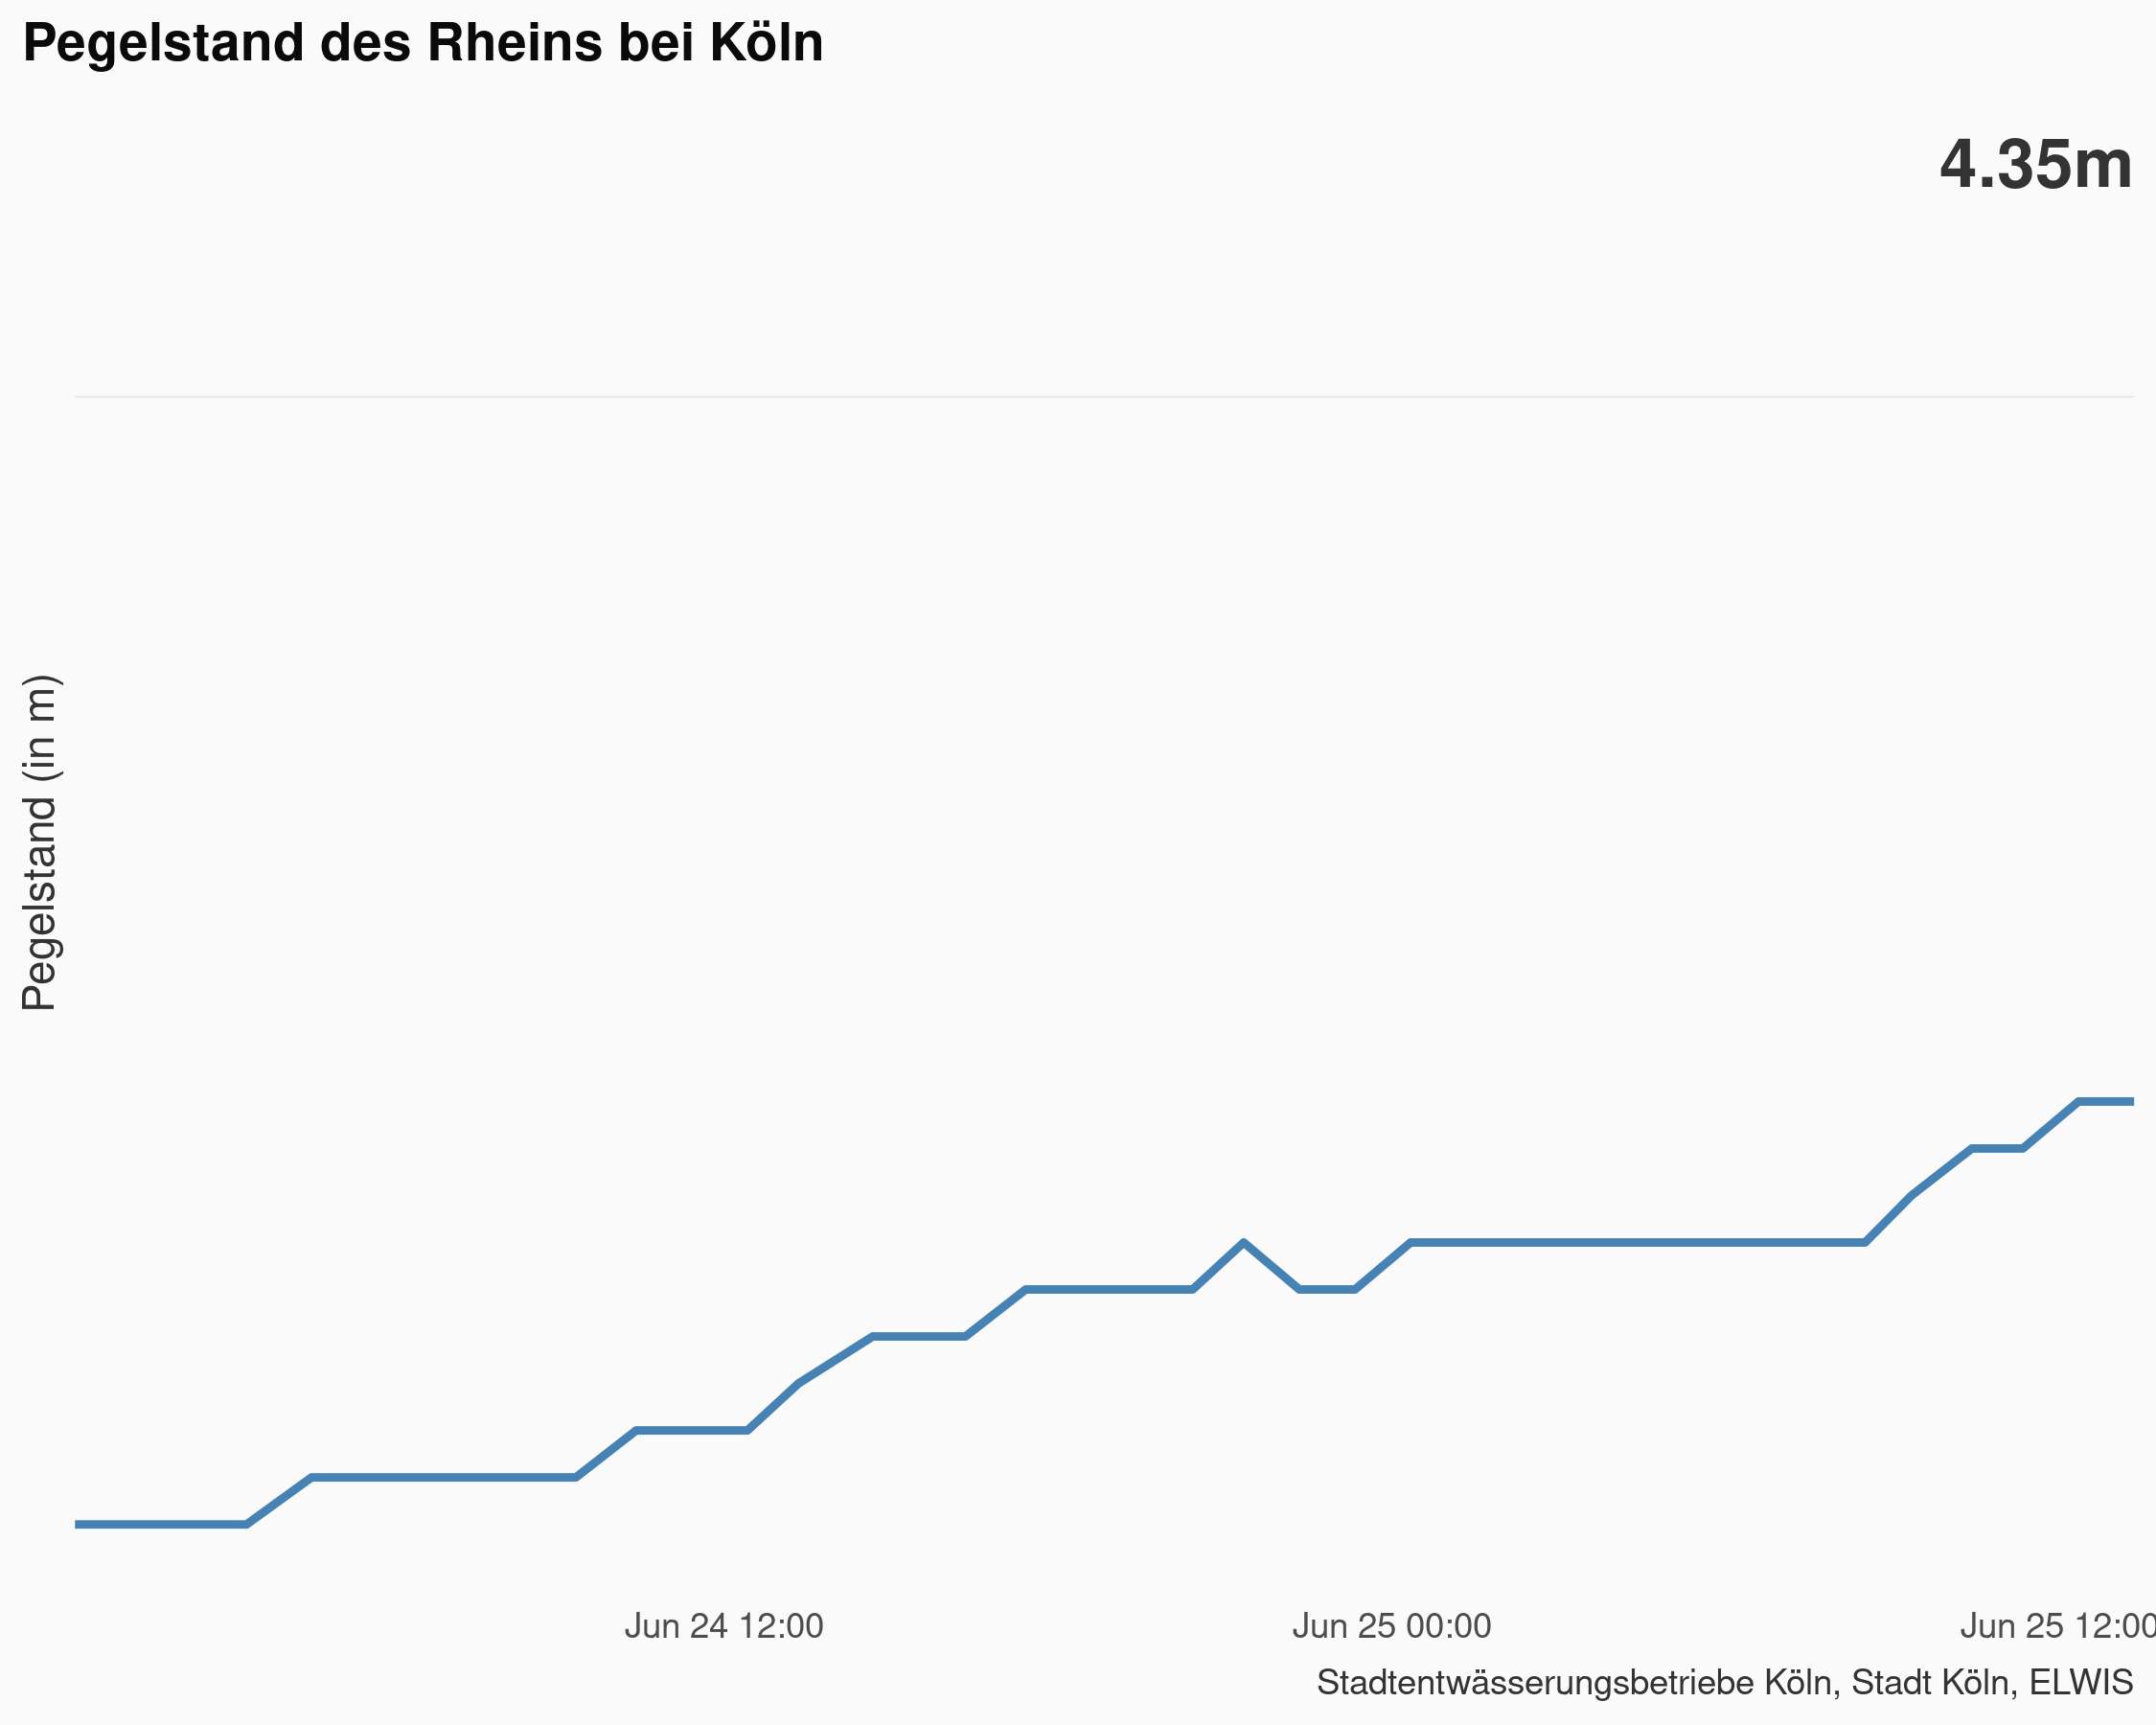 Pegelstand des Rheins bei Köln
4.35m
Pegelstand (in m)
Jun 24 12:00
Jun 25 00:00
Jun 25 12:00
Stadtentwässerungsbetriebe Köln, Stadt Köln, ELWIS